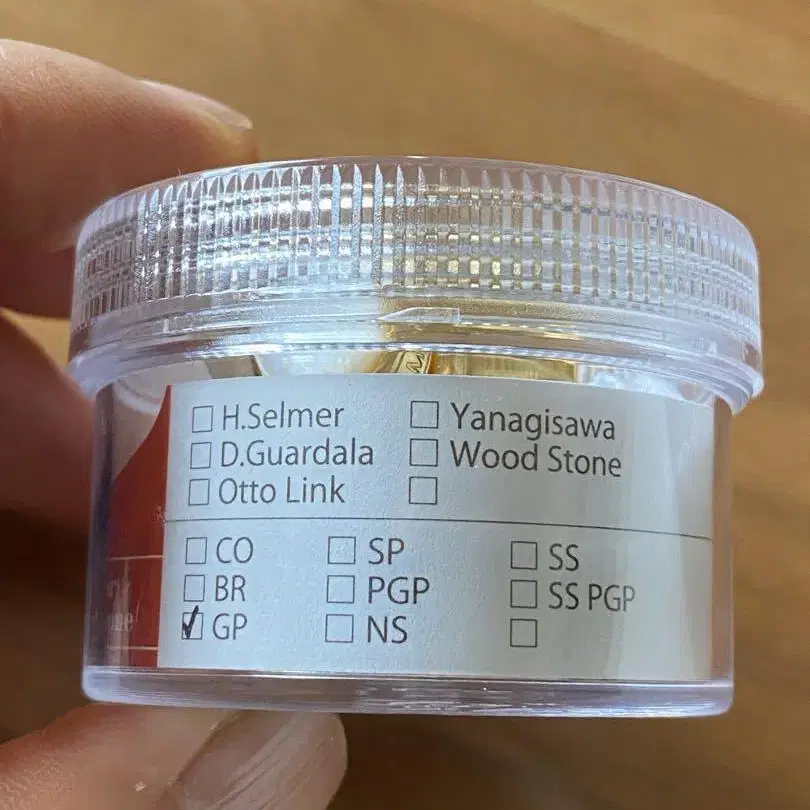 ☐ H.Selmer ☐ Yanagisawa
☐ D.Guardala ☐ Wood Stone
☐ Otto Link ☐
☐ CO ☐ SP ☐ SS
☐ BR ☐ PGP ☐ SS PGP
☑ GP ☐ NS ☐